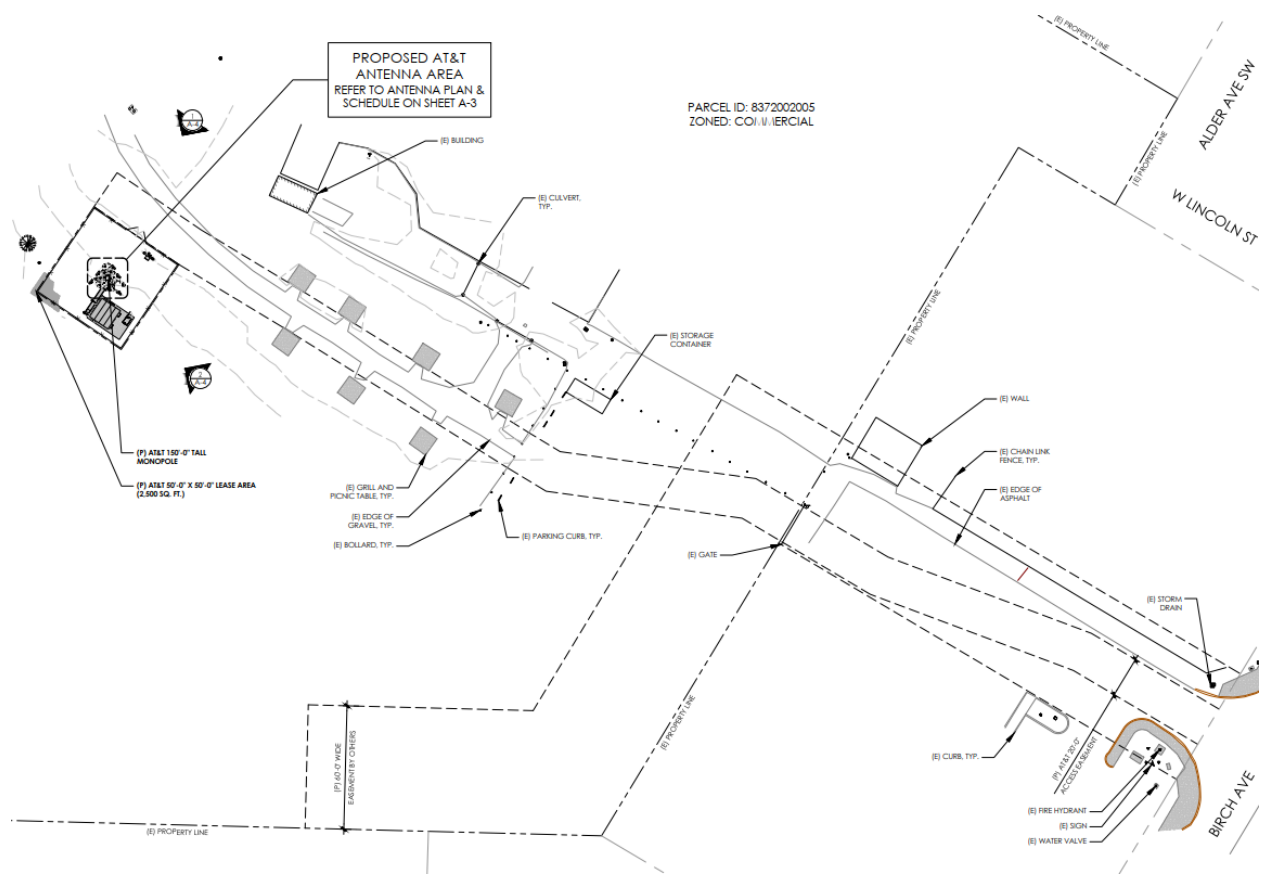 (E) PROPERTY LINE
ALDER AVE SW
PROPOSED AT&T
ANTENNA AREA
REFER TO ANTENNA PLAN &
SCHEDULE ON SHEET A-3
PARCEL ID: 8372002005
ZONED: COMMERCIAL
1
A-4
(E) BUILDING
(E) PROPERTY LINE
W LINCOLN ST
(E) CULVERT,
TYP.
(E) PROPERTY LINE
(E) STORAGE
CONTAINER
2
A-4
(E) WALL
(P) AT&T 150'-0" TALL
MONOPOLE
(E) CHAIN LINK
FENCE, TYP.
(P) AT&T 50'-0" X 50'-0" LEASE AREA
(2,500 SQ. FT.)
(E) GRILL AND
PICNIC TABLE, TYP.
(E) EDGE OF
ASPHALT
(E) EDGE OF
GRAVEL, TYP.
(E) BOLLARD, TYP.
(E) PARKING CURB, TYP.
(E) GATE
(E) STORM
DRAIN
(E) PROPERTY LINE
(P) 60'-0" WIDE
EASEMENT BY OTHERS
(E) CURB, TYP.
(P) AT&T 20'-0"
ACCESS EASEMENT
(E) FIRE HYDRANT
(E) SIGN
(E) WATER VALVE
BIRCH AVE
(E) PROPERTY LINE